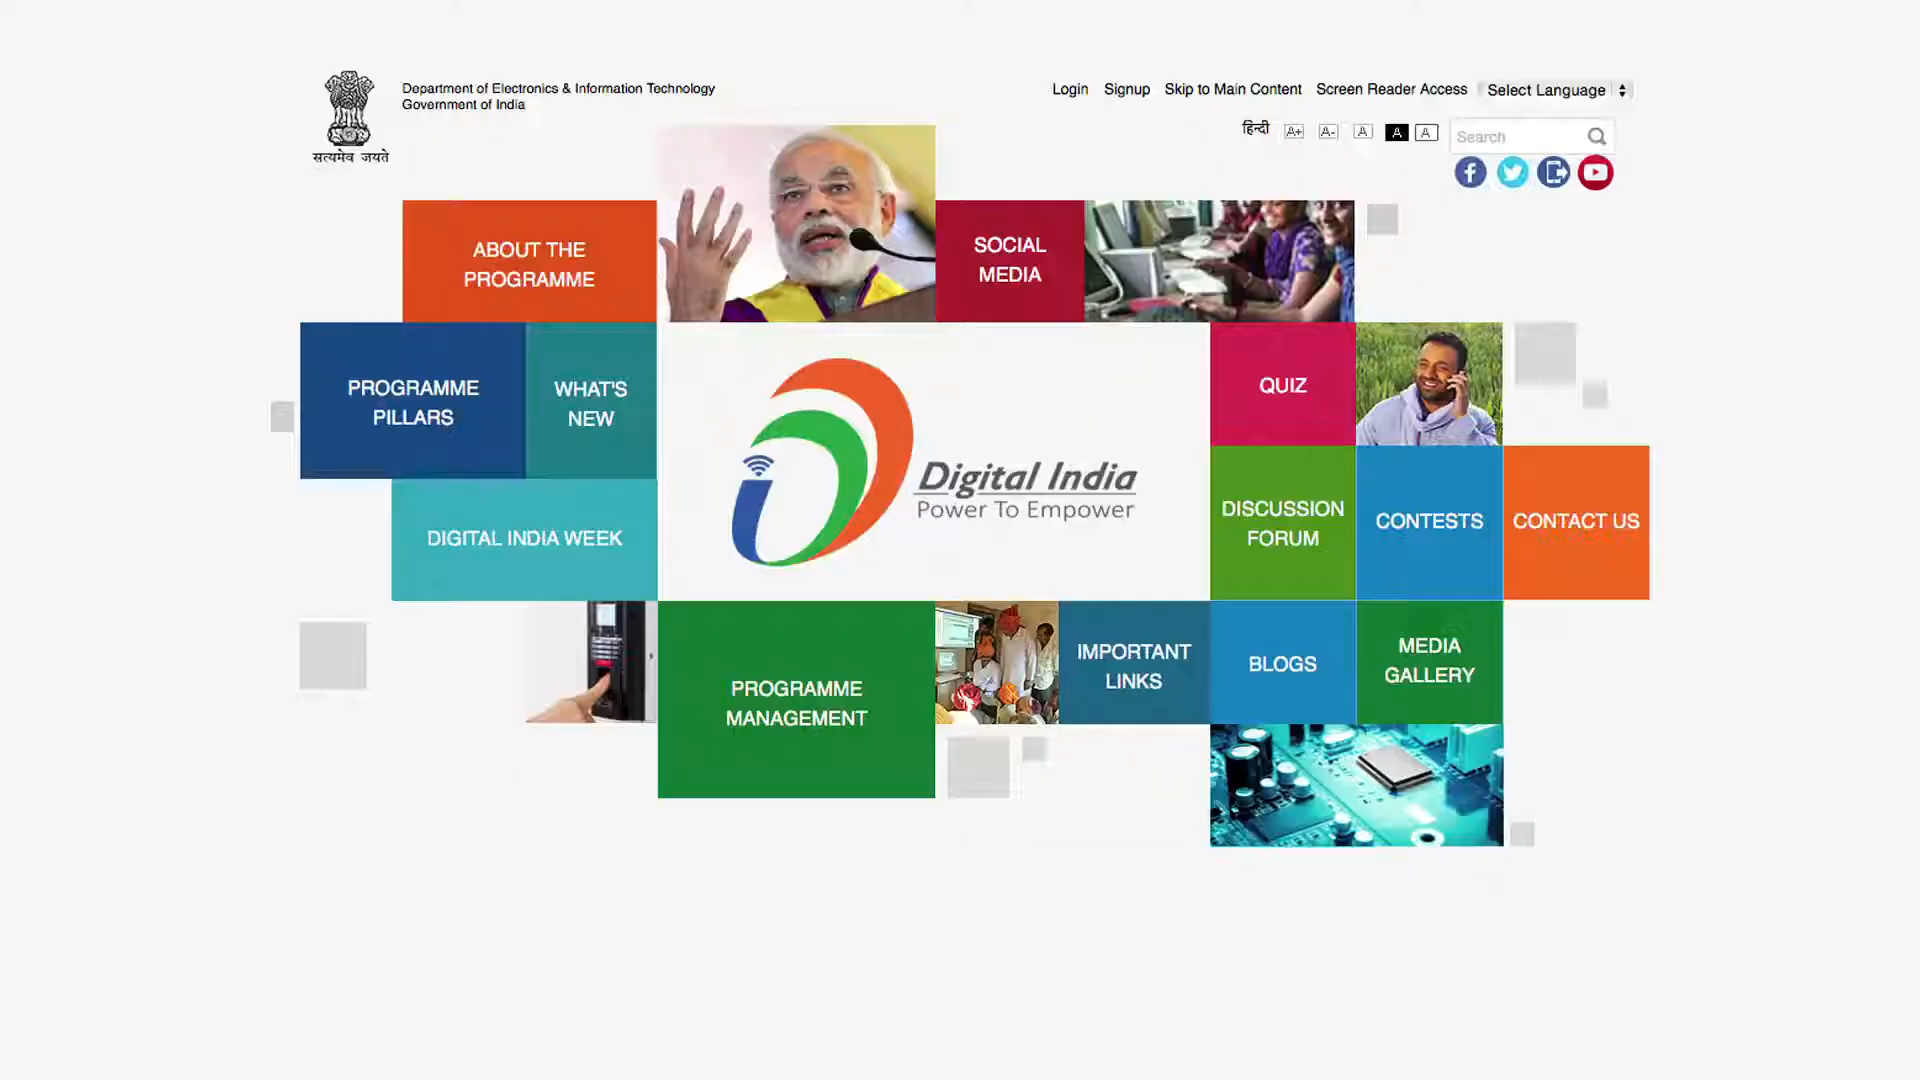 Department of Electronics & Information Technology
Government of India
सत्यमेव जयते
Login Signup Skip to Main Content Screen Reader Access Select Language
हिन्दी A+ A- A A A Search
ABOUT THE
PROGRAMME
SOCIAL
MEDIA
PROGRAMME
PILLARS
WHAT'S
NEW
QUIZ
Digital India
Power To Empower
DIGITAL INDIA WEEK
DISCUSSION
FORUM
CONTESTS
CONTACT US
PROGRAMME
MANAGEMENT
IMPORTANT
LINKS
BLOGS
MEDIA
GALLERY